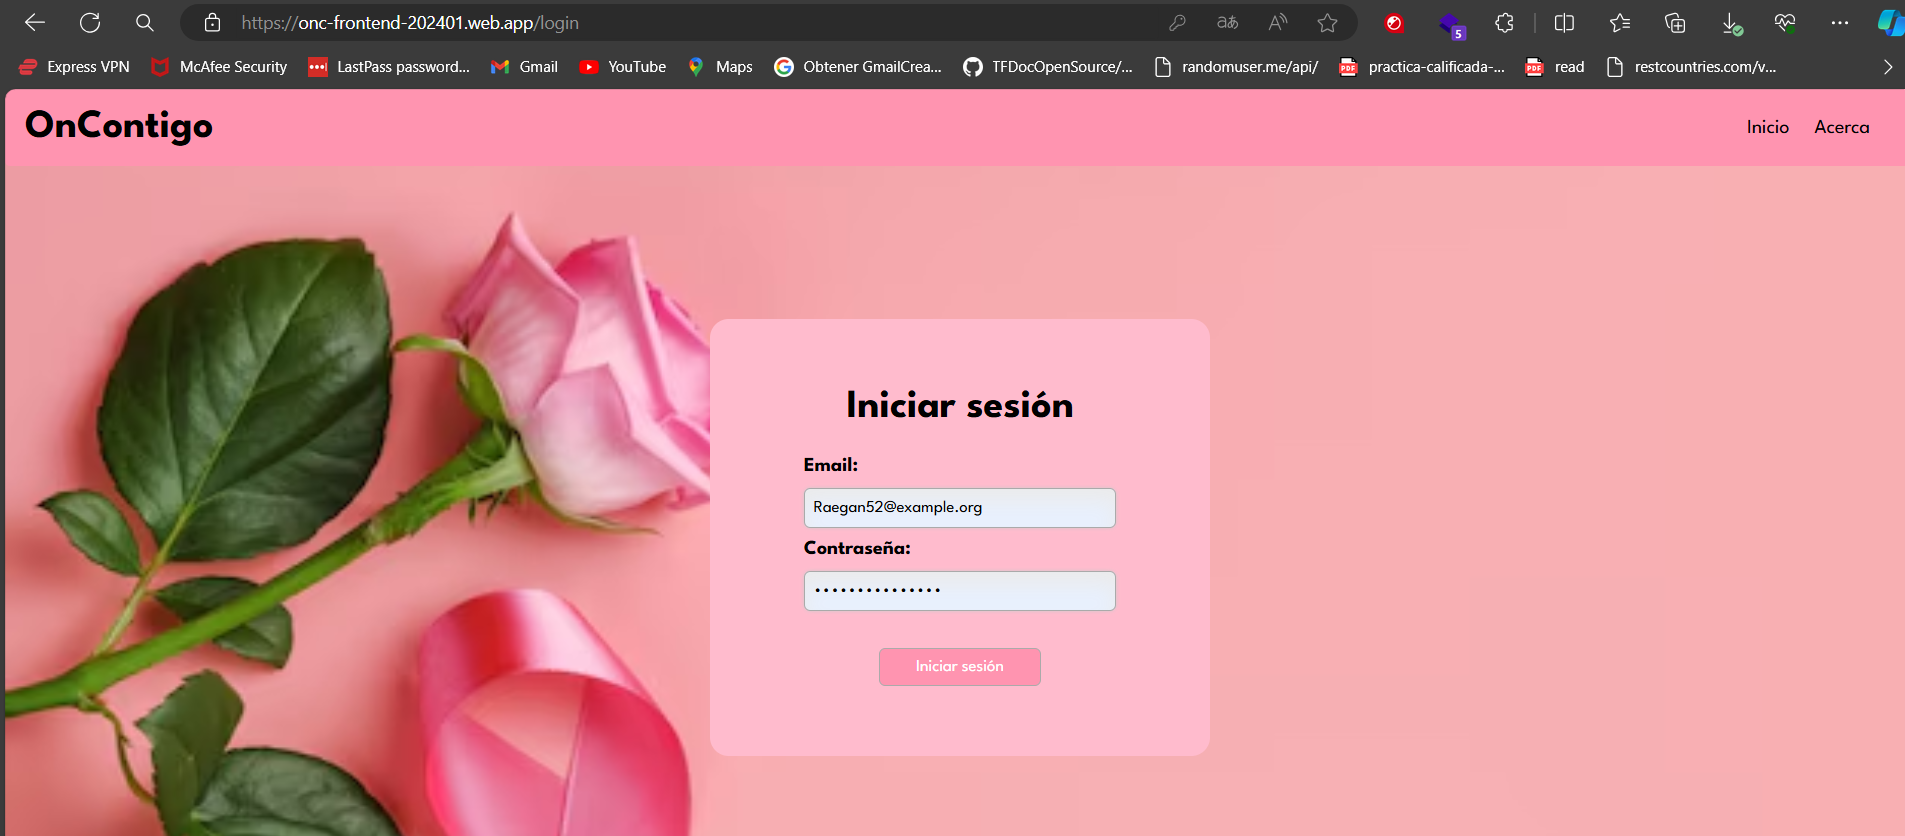 https://onc-frontend-202401.web.app/login
5
Express VPN McAfee Security LastPass password... Gmail YouTube Maps Obtener GmailCrea... TFDocOpenSource/... randomuser.me/api/ practica-calificada-... read restcountries.com/v...
OnContigo Inicio Acerca
Iniciar sesión
Email:
Raegan52@example.org
Contraseña:
•••••••••••••••
Iniciar sesión